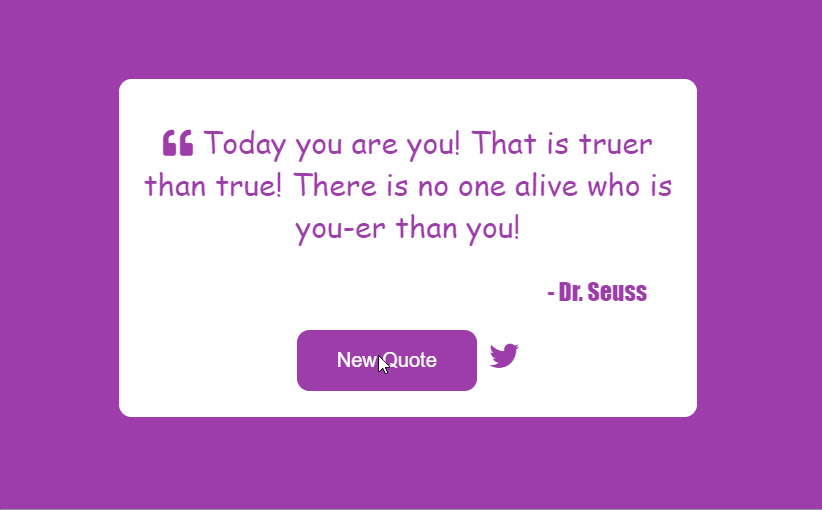 ❝ Today you are you! That is truer
than true! There is no one alive who is
you-er than you!
- Dr. Seuss
New Quote